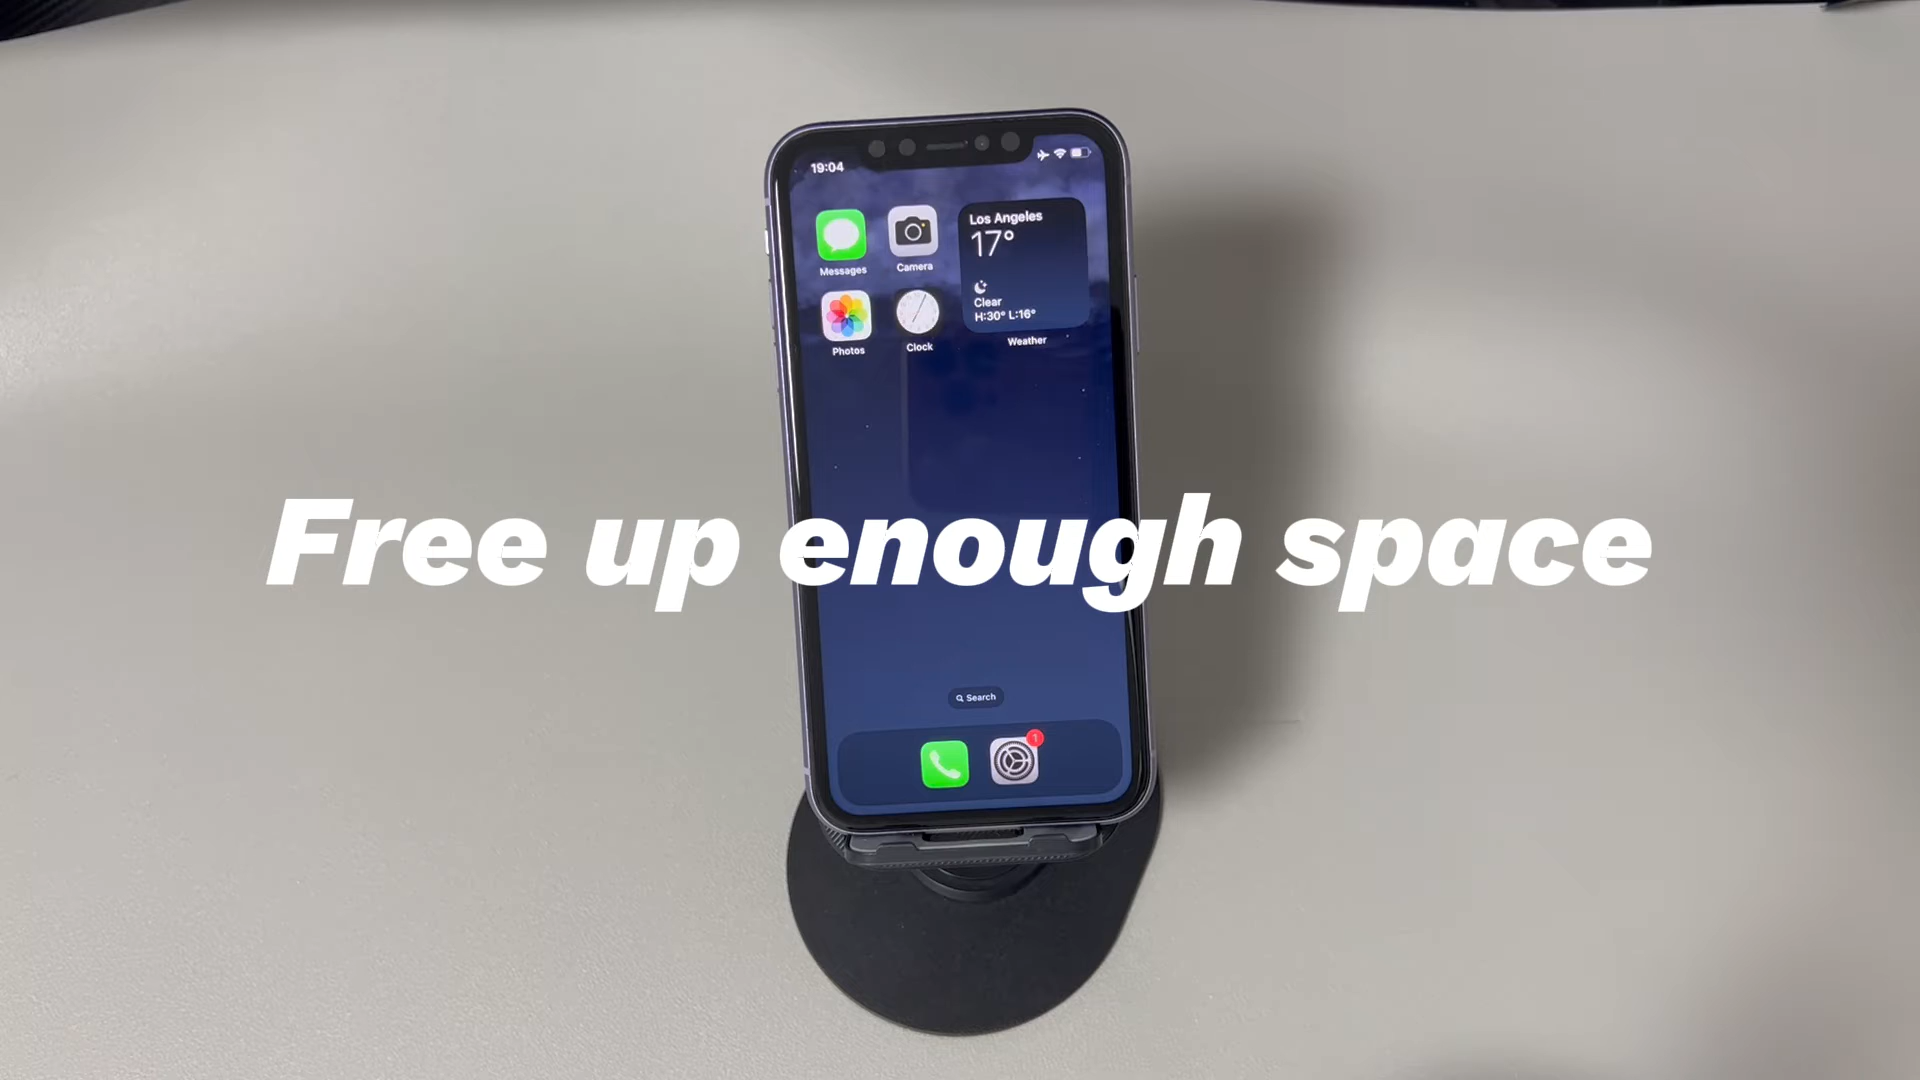 19:04
Los Angeles
17°
Clear
H:30° L:16°
Messages
Camera
Photos
Clock
Weather
Free up enough space
Search
1